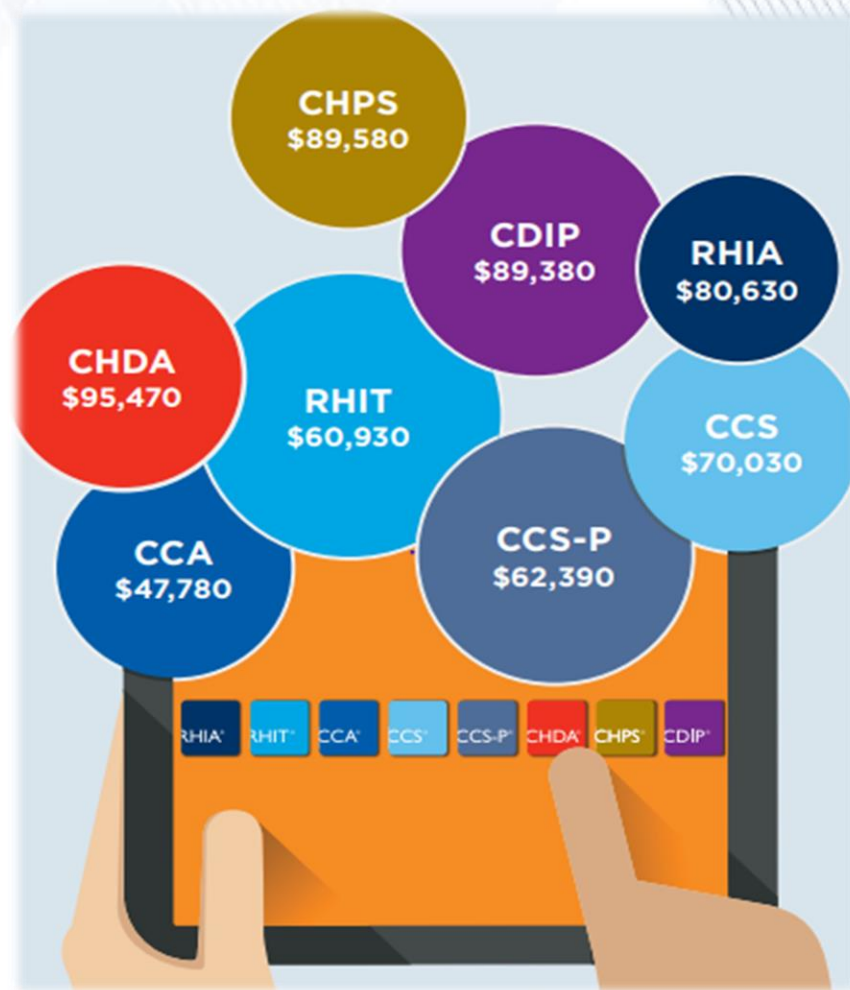 CHPS
$89,580
CDIP
$89,380
RHIA
$80,630
CHDA
$95,470
RHIT
$60,930
CCS
$70,030
CCA
$47,780
CCS-P
$62,390
RHIA® RHIT® CCA® CCS® CCS-P® CHDA® CHPS® CDIP®